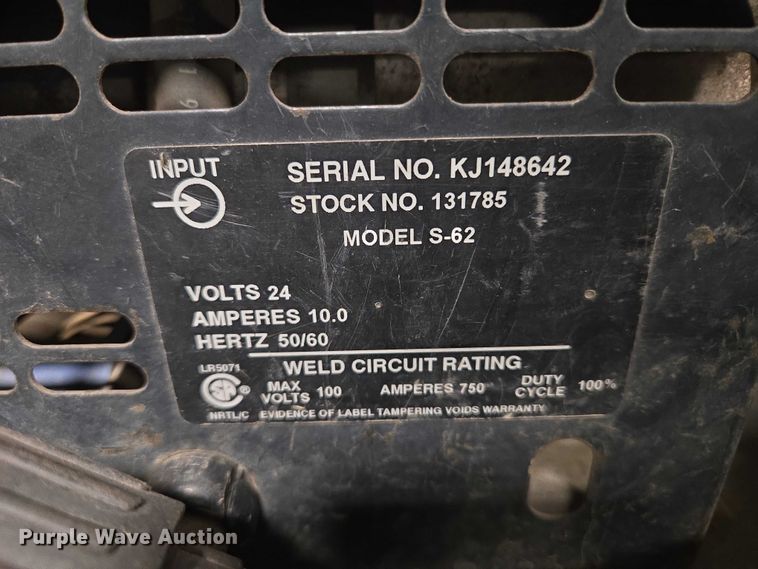 INPUT
SERIAL NO. KJ148642
STOCK NO. 131785
MODEL S-62
VOLTS 24
AMPERES 10.0
HERTZ 50/60
WELD CIRCUIT RATING
LR5071
MAX VOLTS 100 AMPERES 750 DUTY CYCLE 100%
NRTL/C EVIDENCE OF LABEL TAMPERING VOIDS WARRANTY
Purple Wave Auction